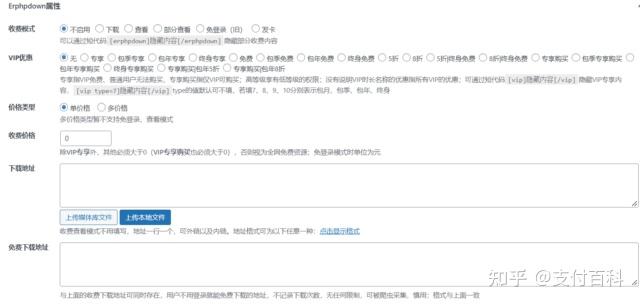 Erphpdown属性
收费模式
不启用 下载 查看 部分查看 免登录（旧） 发卡
可以通过短代码 [erphpdown]隐藏内容[/erphpdown] 隐藏部分收费内容
VIP优惠
无 专享 包季专享 包年专享 终身专享 免费 包季免费 包年免费 终身免费 5折 8折 5折|终身免费 8折|终身免费 专享购买 包季专享购买
包年专享购买 终身专享购买 专享购买|包年5折 专享购买|包年8折
专享指VIP免费、普通用户无法购买，专享购买指仅VIP可购买；高等级享有低等级的权限；没有说明VIP时长名称的优惠指所有VIP的优惠；可通过短代码 [vip]隐藏内容[/vip] 隐藏VIP专享内
容， [vip type=7]隐藏内容[/vip] type的值默认可不填，若填7、8、9、10分别表示包月、包季、包年、终身
价格类型
单价格 多价格
多价格类型暂不支持免登录、查看模式
收费价格
0
除VIP专享外，其他必须大于0（VIP专享购买也必须大于0），否则视为全网免费资源；免登录模式时单位为元
下载地址
上传媒体库文件 上传本地文件
收费查看模式不用填写，地址一行一个，可外链以及内链。地址格式可为以下任意一种：点击显示格式
免费下载地址
与上面的收费下载地址可同时存在，用户不用登录就能免费下载的地址，不记录下载次数，无任何限制，可被爬虫采集，慎用；格式与上面一致
知乎 @支付百科